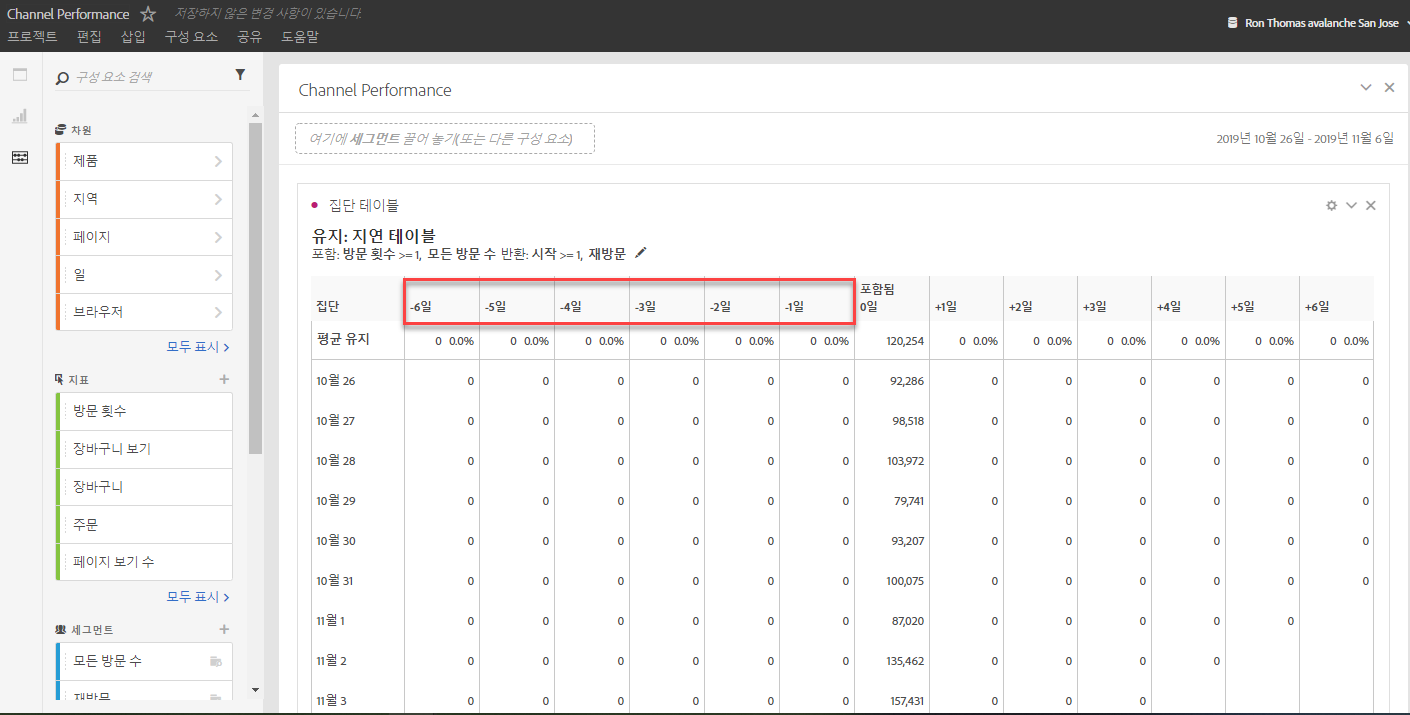 Channel Performance 저장하지 않은 변경 사항이 있습니다.
프로젝트 편집 삽입 구성 요소 공유 도움말
Ron Thomas avalanche San Jose
구성 요소 검색
차원
제품
지역
페이지
일
브라우저
모두 표시
지표
방문 횟수
장바구니 보기
장바구니
주문
페이지 보기 수
모두 표시
세그먼트
모든 방문 수
재방문
Channel Performance
여기에 세그먼트 끌어 놓기(또는 다른 구성 요소)
2019년 10월 26일 - 2019년 11월 6일
집단 테이블
유지: 지연 테이블
포함: 방문 횟수 >=1, 모든 방문 수 반환: 시작 >=1, 재방문
집단 -6일 -5일 -4일 -3일 -2일 -1일 포함됨 0일 +1일 +2일 +3일 +4일 +5일 +6일
평균 유지 0 0.0% 0 0.0% 0 0.0% 0 0.0% 0 0.0% 0 0.0% 120,254 0 0.0% 0 0.0% 0 0.0% 0 0.0% 0 0.0% 0 0.0%
10월 26 0 0 0 0 0 0 92,286 0 0 0 0 0 0
10월 27 0 0 0 0 0 0 98,518 0 0 0 0 0 0
10월 28 0 0 0 0 0 0 103,972 0 0 0 0 0 0
10월 29 0 0 0 0 0 0 79,741 0 0 0 0 0 0
10월 30 0 0 0 0 0 0 93,207 0 0 0 0 0 0
10월 31 0 0 0 0 0 0 100,075 0 0 0 0 0 0
11월 1 0 0 0 0 0 0 87,020 0 0 0 0 0
11월 2 0 0 0 0 0 0 135,462 0 0 0 0
11월 3 0 0 0 0 0 0 157,431 0 0 0